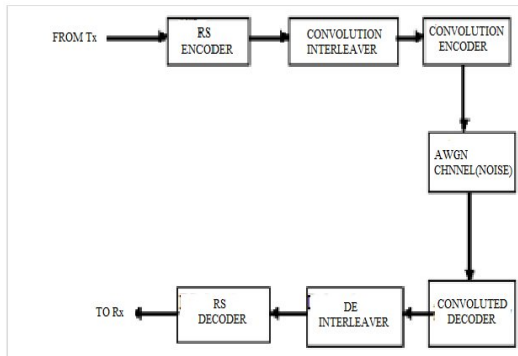 FROM Tx
RS
ENCODER
CONVOLUTION
INTERLEAVER
CONVOLUTION
ENCODER
AWGN
CHNNEL(NOISE)
CONVOLUTED
DECODER
DE
INTERLEAVER
RS
DECODER
TO Rx